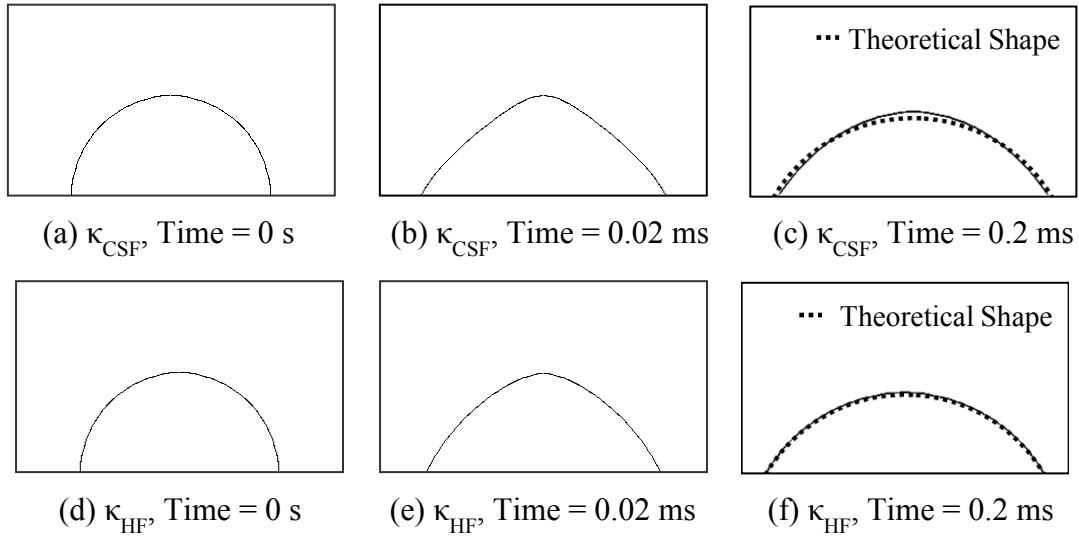 Theoretical Shape
(a) κCSF, Time = 0 s
(b) κCSF, Time = 0.02 ms
(c) κCSF, Time = 0.2 ms
Theoretical Shape
(d) κHF, Time = 0 s
(e) κHF, Time = 0.02 ms
(f) κHF, Time = 0.2 ms